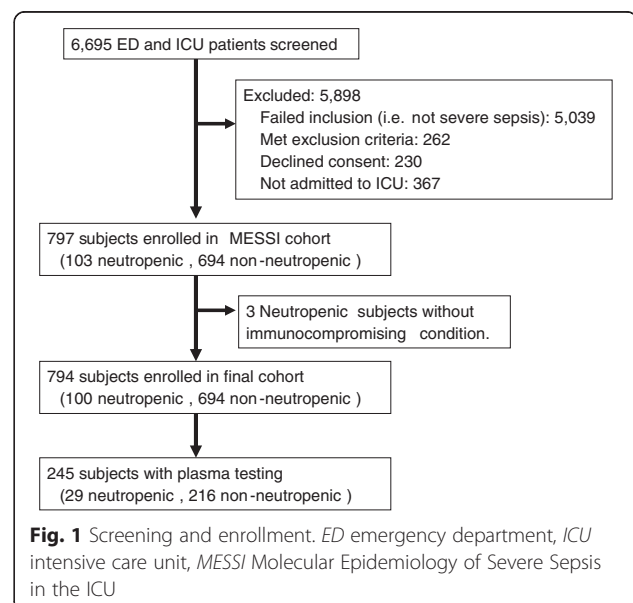 6,695 ED and ICU patients screened
Excluded: 5,898
Failed inclusion (i.e. not severe sepsis): 5,039
Met exclusion criteria: 262
Declined consent: 230
Not admitted to ICU: 367
797 subjects enrolled in MESSI cohort
(103 neutropenic , 694 non-neutropenic )
3 Neutropenic subjects without
immunocompromising condition.
794 subjects enrolled in final cohort
(100 neutropenic , 694 non-neutropenic )
245 subjects with plasma testing
(29 neutropenic , 216 non-neutropenic )
Fig. 1 Screening and enrollment. ED emergency department, ICU
intensive care unit, MESSI Molecular Epidemiology of Severe Sepsis
in the ICU